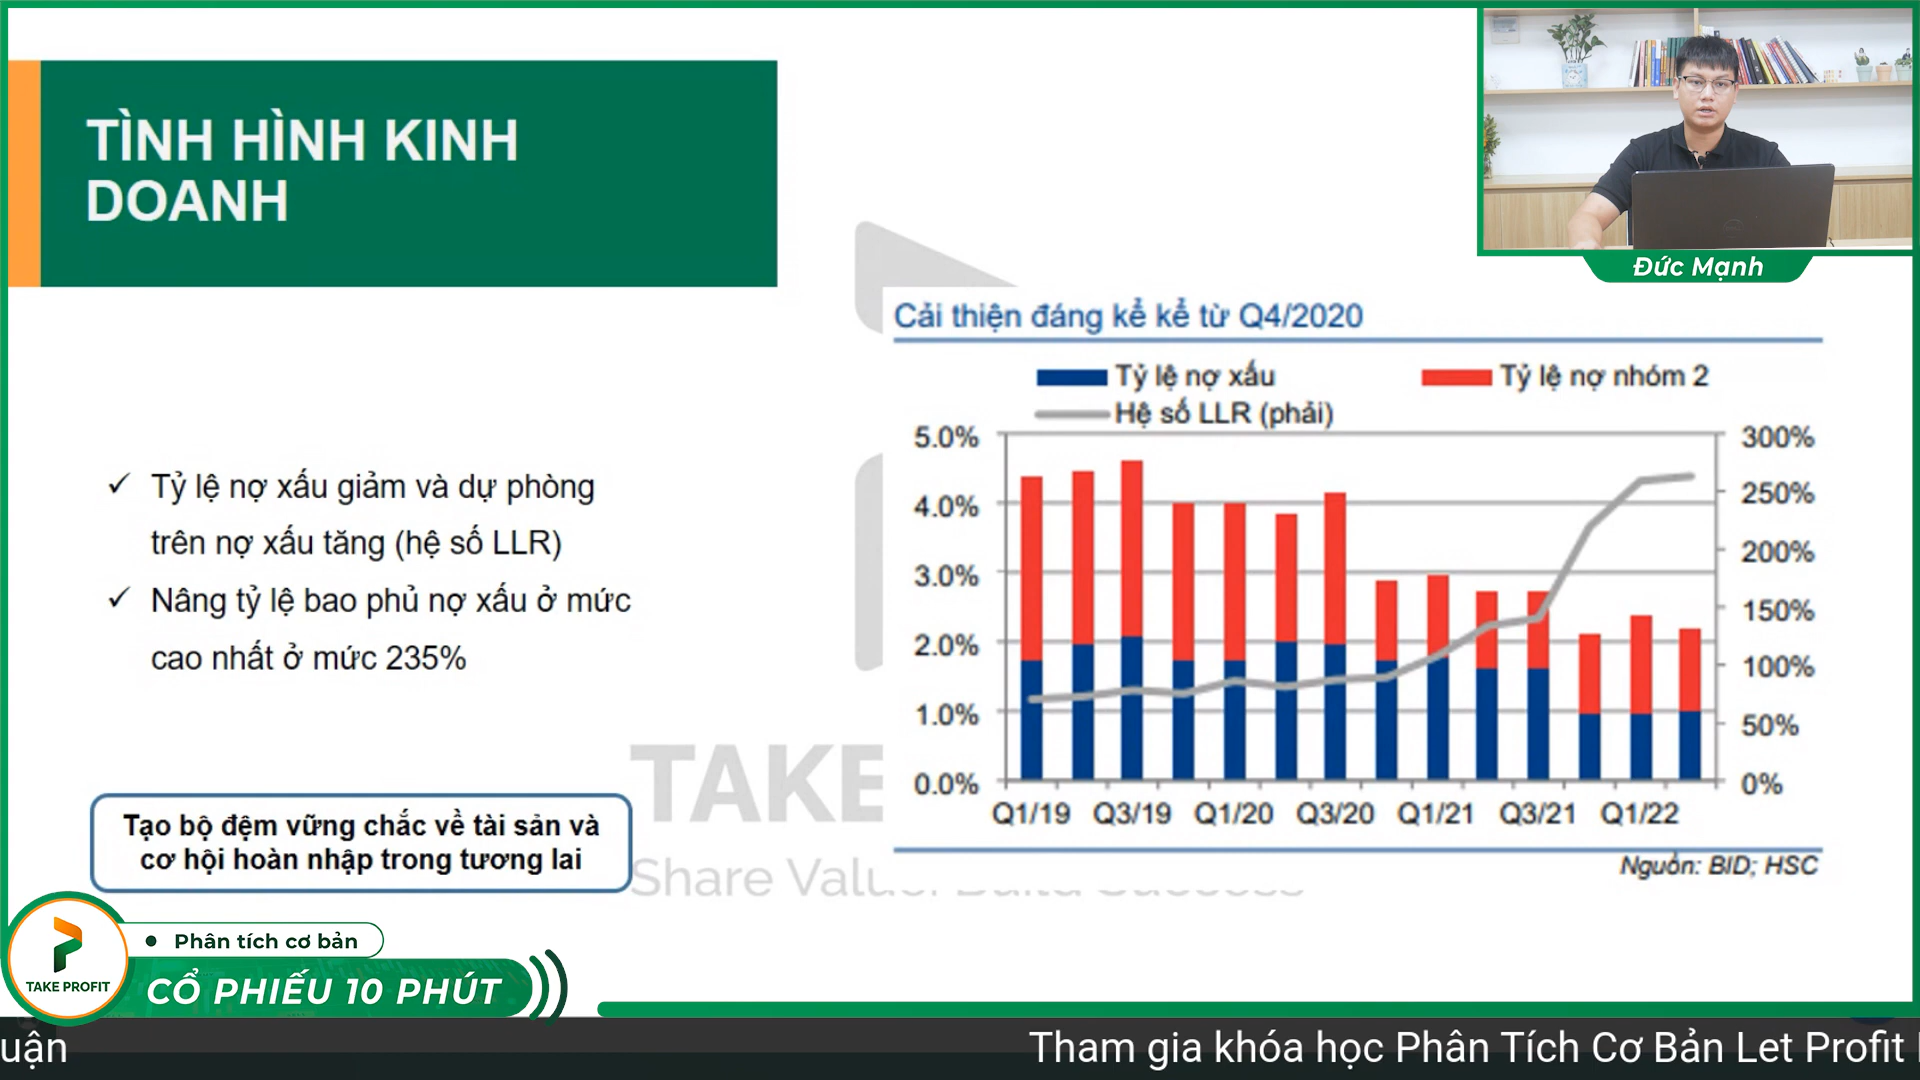 TÌNH HÌNH KINH
DOANH
Đức Mạnh
Cải thiện đáng kể kể từ Q4/2020
Tỷ lệ nợ xấu
Tỷ lệ nợ nhóm 2
Hệ số LLR (phải)
5.0%
4.0%
3.0%
2.0%
1.0%
0.0%
300%
250%
200%
150%
100%
50%
0%
Q1/19 Q3/19 Q1/20 Q3/20 Q1/21 Q3/21 Q1/22
Nguồn: BID; HSC
✓ Tỷ lệ nợ xấu giảm và dự phòng
trên nợ xấu tăng (hệ số LLR)
✓ Nâng tỷ lệ bao phủ nợ xấu ở mức
cao nhất ở mức 235%
Tạo bộ đệm vững chắc về tài sản và
cơ hội hoàn nhập trong tương lai
TAKE
Share Value.
TAKE PROFIT
• Phân tích cơ bản
CỔ PHIẾU 10 PHÚT
uận
Tham gia khóa học Phân Tích Cơ Bản Let Profit